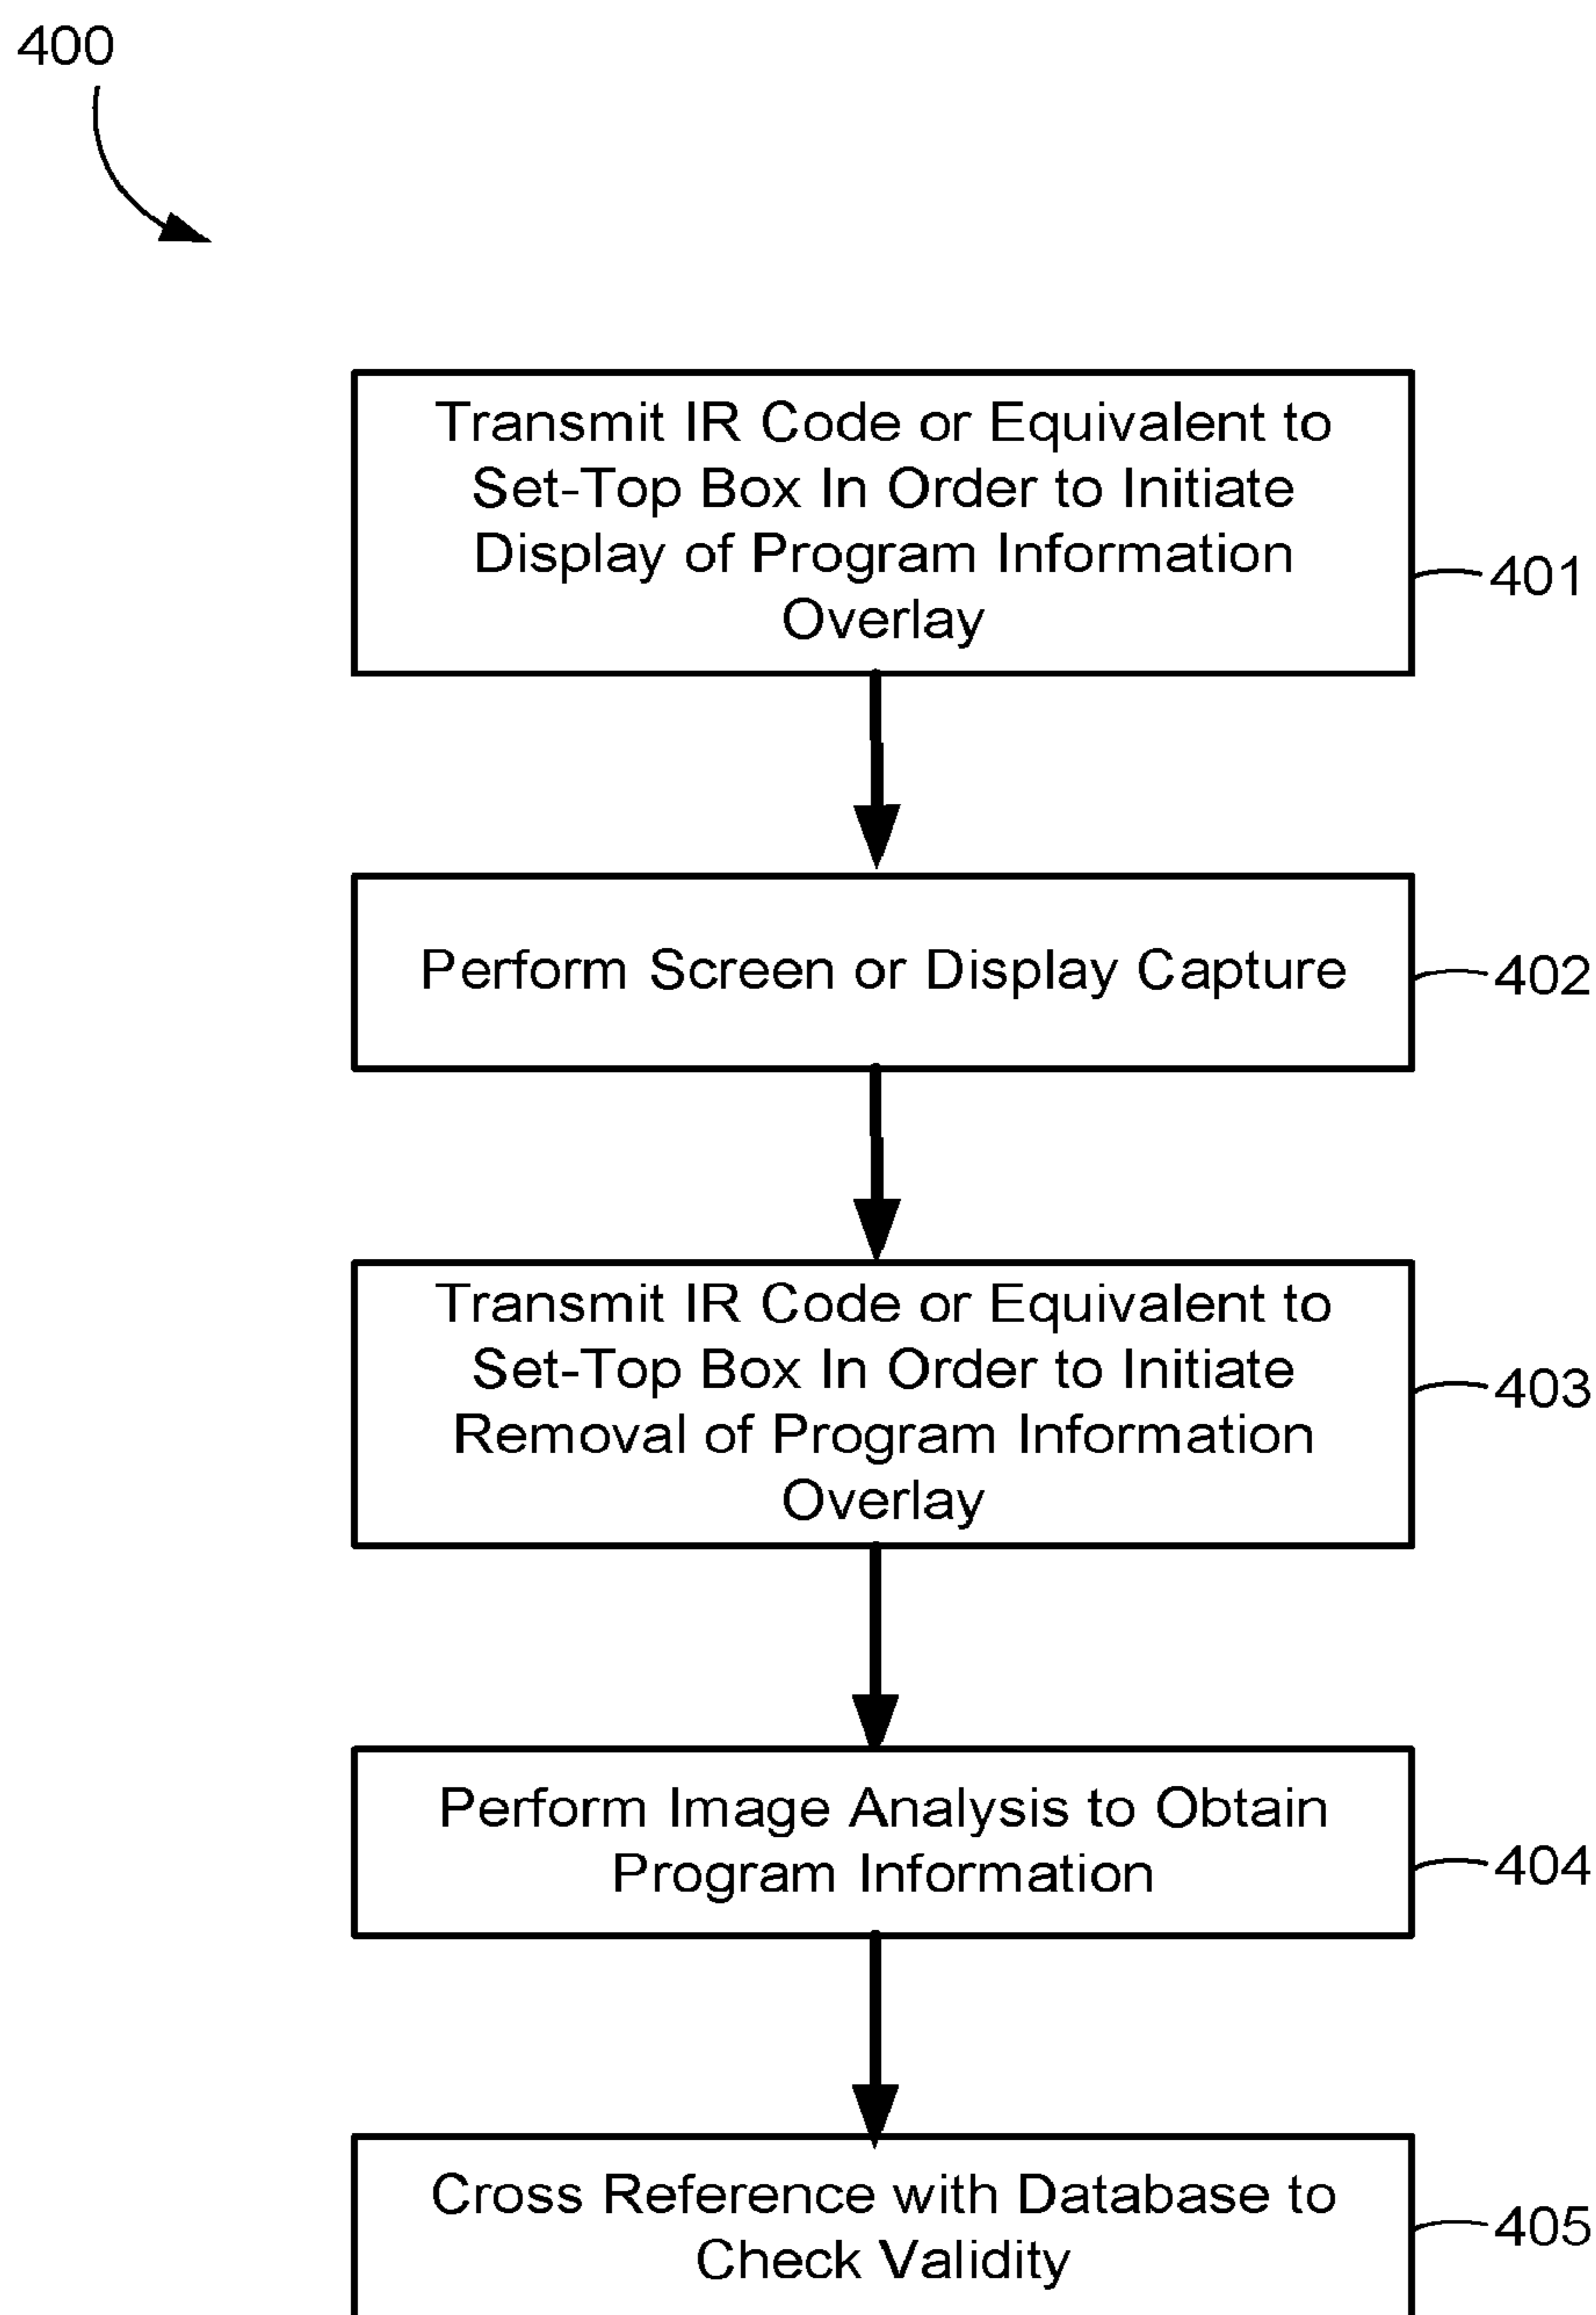 400
Transmit IR Code or Equivalent to
Set-Top Box In Order to Initiate
Display of Program Information
Overlay
401
Perform Screen or Display Capture
402
Transmit IR Code or Equivalent to
Set-Top Box In Order to Initiate
Removal of Program Information
Overlay
403
Perform Image Analysis to Obtain
Program Information
404
Cross Reference with Database to
Check Validity
405